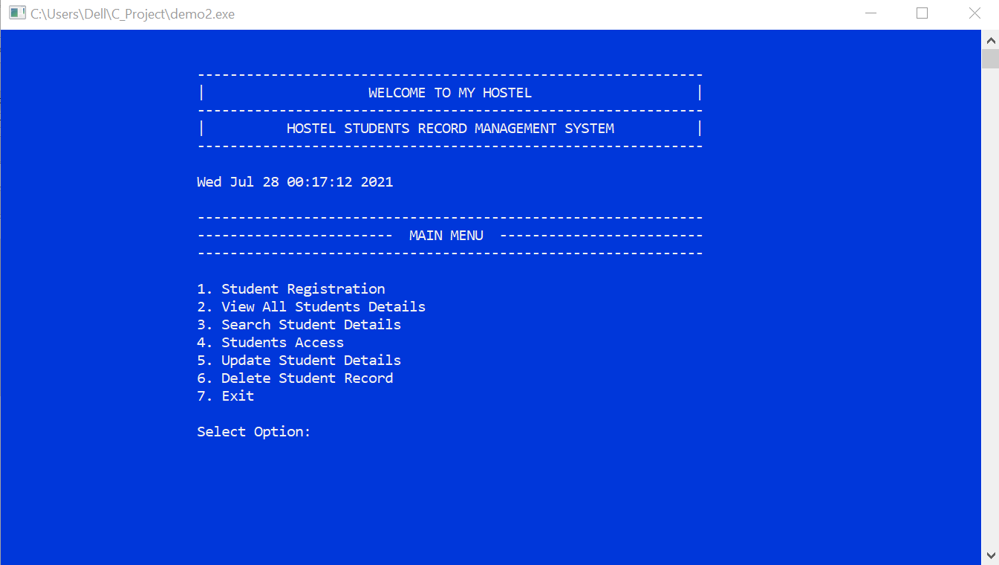 C:\Users\Dell\C_Project\demo2.exe
--------------------------------------------------------------
|                    WELCOME TO MY HOSTEL                    |
--------------------------------------------------------------
|          HOSTEL STUDENTS RECORD MANAGEMENT SYSTEM          |
--------------------------------------------------------------
Wed Jul 28 00:17:12 2021
--------------------------------------------------------------
------------------------  MAIN MENU  -------------------------
--------------------------------------------------------------
1. Student Registration
2. View All Students Details
3. Search Student Details
4. Students Access
5. Update Student Details
6. Delete Student Record
7. Exit
Select Option: